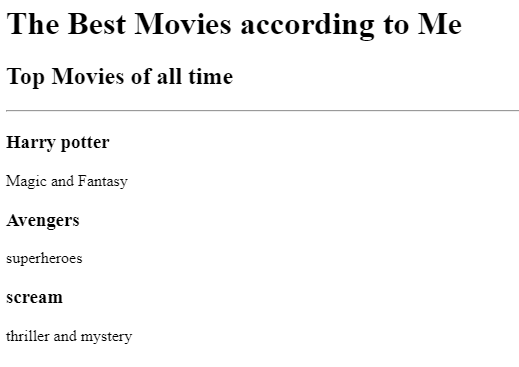 The Best Movies according to Me
Top Movies of all time
Harry potter
Magic and Fantasy
Avengers
superheroes
scream
thriller and mystery